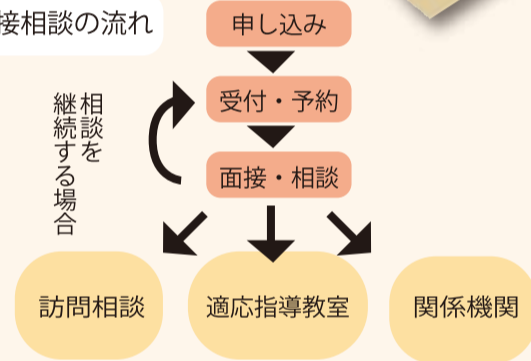 接相談の流れ
申し込み
受付・予約
相談を
継続する場合
面接・相談
訪問相談
適応指導教室
関係機関